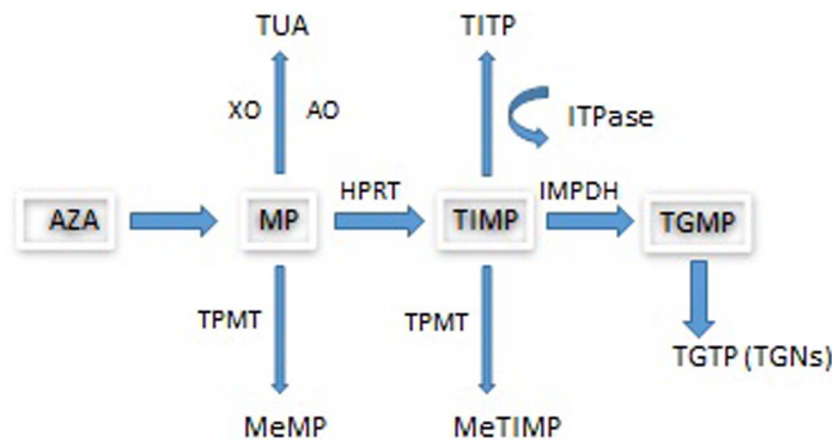 TUA
TITP
XO
AO
ITPase
HPRT
IMPDH
AZA
MP
TIMP
TGMP
TPMT
TPMT
TGTP (TGNs)
MeMP
MeTIMP